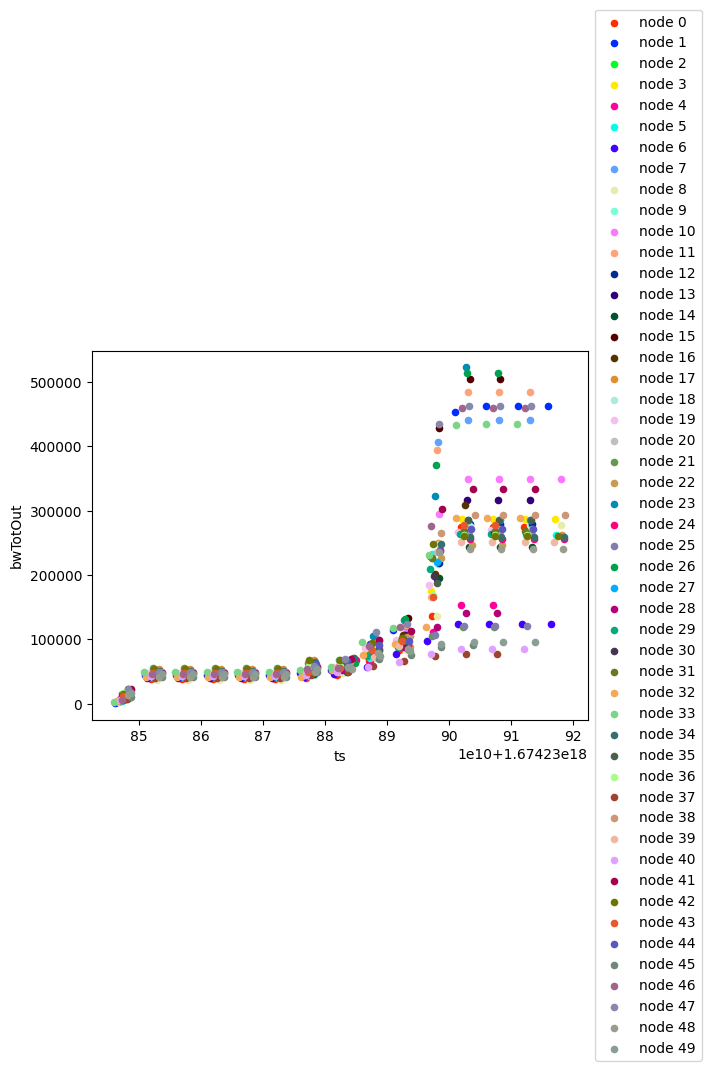 node 0
node 1
node 2
node 3
node 4
node 5
node 6
node 7
node 8
node 9
node 10
node 11
node 12
node 13
node 14
node 15
node 16
node 17
node 18
node 19
node 20
node 21
node 22
node 23
node 24
node 25
node 26
node 27
node 28
node 29
node 30
node 31
node 32
node 33
node 34
node 35
node 36
node 37
node 38
node 39
node 40
node 41
node 42
node 43
node 44
node 45
node 46
node 47
node 48
node 49
bwTotOut
500000
400000
300000
200000
100000
0
85 86 87 88 89 90 91 92
ts
1e10+1.67423e18